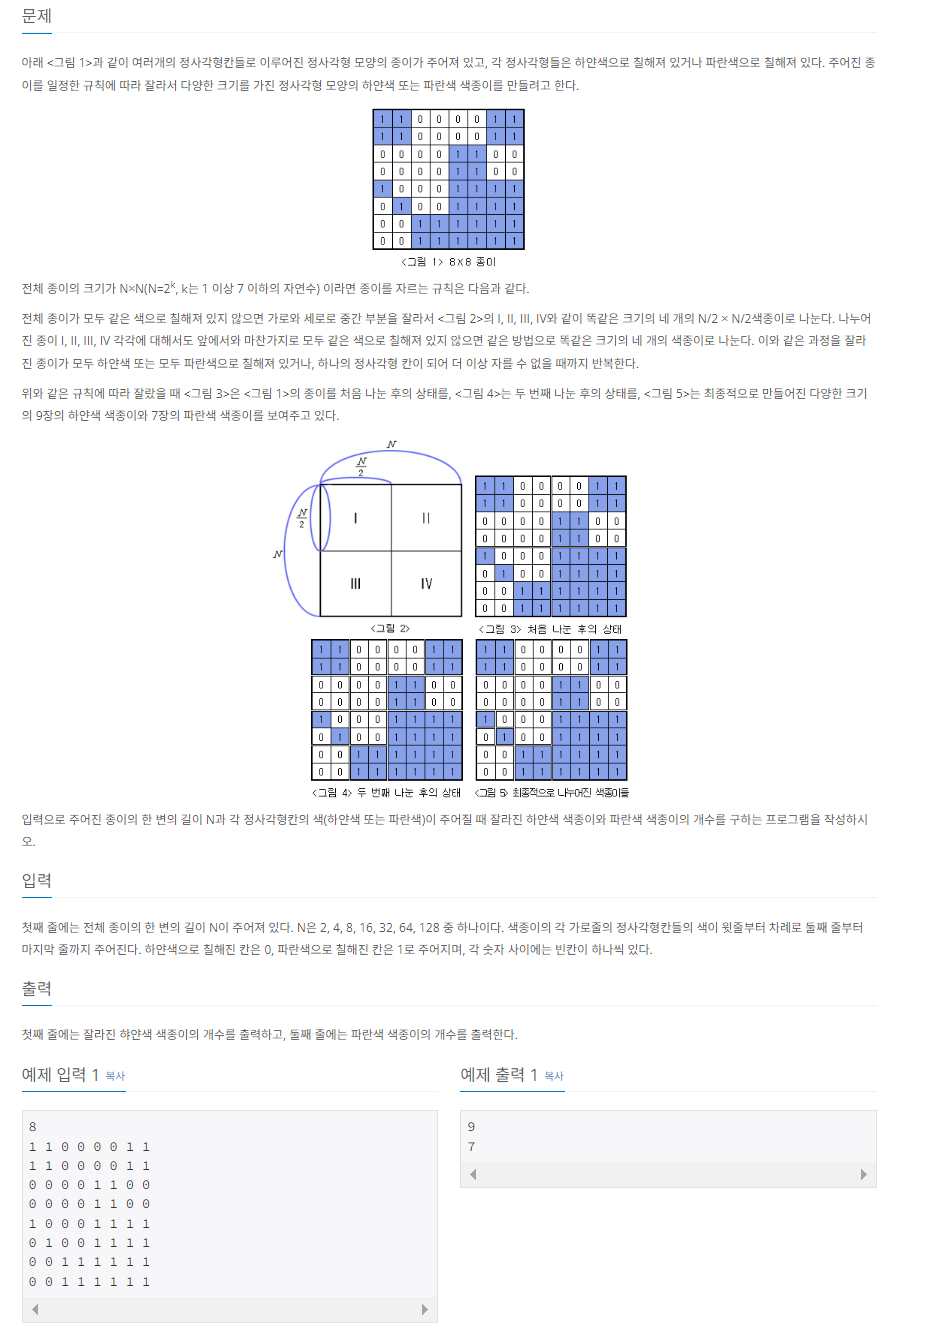 문제
아래 <그림 1>과 같이 여러개의 정사각형칸들로 이루어진 정사각형 모양의 종이가 주어져 있고, 각 정사각형들은 하얀색으로 칠해져 있거나 파란색으로 칠해져 있다. 주어진 종
이를 일정한 규칙에 따라 잘라서 다양한 크기를 가진 정사각형 모양의 하얀색 또는 파란색 색종이를 만들려고 한다.
1 1 0 0 0 0 1 1
1 1 0 0 0 0 1 1
0 0 0 0 1 1 0 0
0 0 0 0 1 1 0 0
1 0 0 0 1 1 1 1
0 1 0 0 1 1 1 1
0 0 1 1 1 1 1 1
0 0 1 1 1 1 1 1
<그림 1> 8×8 종이
전체 종이의 크기가 N×N(N=2^k, k는 1 이상 7 이하의 자연수) 이라면 종이를 자르는 규칙은 다음과 같다.
전체 종이가 모두 같은 색으로 칠해져 있지 않으면 가로와 세로로 중간 부분을 잘라서 <그림 2>의 I, II, III, IV와 같이 똑같은 크기의 네 개의 N/2 × N/2색종이로 나눈다. 나누어
진 종이 I, II, III, IV 각각에 대해서도 앞에서와 마찬가지로 모두 같은 색으로 칠해져 있지 않으면 같은 방법으로 똑같은 크기의 네 개의 색종이로 나눈다. 이와 같은 과정을 잘라
진 종이가 모두 하얀색 또는 모두 파란색으로 칠해져 있거나, 하나의 정사각형 칸이 되어 더 이상 자를 수 없을 때까지 반복한다.
위와 같은 규칙에 따라 잘랐을 때 <그림 3>은 <그림 1>의 종이를 처음 나눈 후의 상태를, <그림 4>는 두 번째 나눈 후의 상태를, <그림 5>는 최종적으로 만들어진 다양한 크기
의 9장의 하얀색 색종이와 7장의 파란색 색종이를 보여주고 있다.
N
N/2
N/2
N
I II
III IV
<그림 2>
1 1 0 0 0 0 1 1
1 1 0 0 0 0 1 1
0 0 0 0 1 1 0 0
0 0 0 0 1 1 0 0
1 0 0 0 1 1 1 1
0 1 0 0 1 1 1 1
0 0 1 1 1 1 1 1
0 0 1 1 1 1 1 1
<그림 3> 처음 나눈 후의 상태
1 1 0 0 0 0 1 1
1 1 0 0 0 0 1 1
0 0 0 0 1 1 0 0
0 0 0 0 1 1 0 0
1 0 0 0 1 1 1 1
0 1 0 0 1 1 1 1
0 0 1 1 1 1 1 1
0 0 1 1 1 1 1 1
<그림 4> 두 번째 나눈 후의 상태
1 1 0 0 0 0 1 1
1 1 0 0 0 0 1 1
0 0 0 0 1 1 0 0
0 0 0 0 1 1 0 0
1 0 0 0 1 1 1 1
0 1 0 0 1 1 1 1
0 0 1 1 1 1 1 1
0 0 1 1 1 1 1 1
<그림 5> 최종적으로 나누어진 색종이들
입력으로 주어진 종이의 한 변의 길이 N과 각 정사각형칸의 색(하얀색 또는 파란색)이 주어질 때 잘라진 하얀색 색종이와 파란색 색종이의 개수를 구하는 프로그램을 작성하시
오.
입력
첫째 줄에는 전체 종이의 한 변의 길이 N이 주어져 있다. N은 2, 4, 8, 16, 32, 64, 128 중 하나이다. 색종이의 각 가로줄의 정사각형칸들의 색이 윗줄부터 차례로 둘째 줄부터
마지막 줄까지 주어진다. 하얀색으로 칠해진 칸은 0, 파란색으로 칠해진 칸은 1로 주어지며, 각 숫자 사이에는 빈칸이 하나씩 있다.
출력
첫째 줄에는 잘라진 햐얀색 색종이의 개수를 출력하고, 둘째 줄에는 파란색 색종이의 개수를 출력한다.
예제 입력 1 복사
8
1 1 0 0 0 0 1 1
1 1 0 0 0 0 1 1
0 0 0 0 1 1 0 0
0 0 0 0 1 1 0 0
1 0 0 0 1 1 1 1
0 1 0 0 1 1 1 1
0 0 1 1 1 1 1 1
0 0 1 1 1 1 1 1
예제 출력 1 복사
9
7